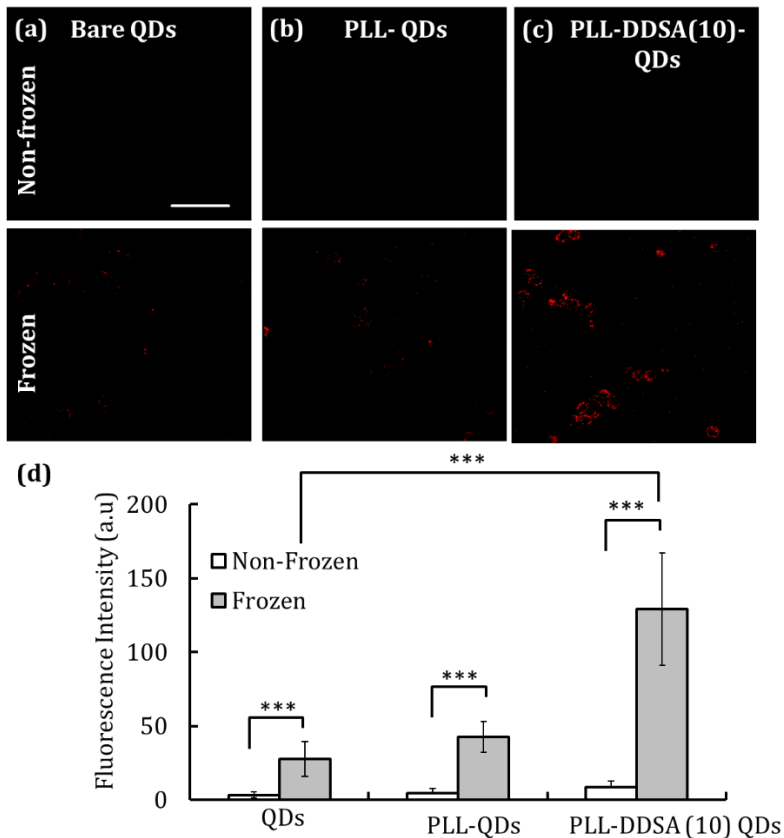 (a) Bare QDs
(b) PLL- QDs
(c) PLL-DDSA(10)-
QDs
Non-frozen
Frozen
(d)
***
Fluorescence Intensity (a.u)
200
150
100
50
0
Non-Frozen
Frozen
***
***
***
QDs
PLL-QDs
PLL-DDSA (10) QDs